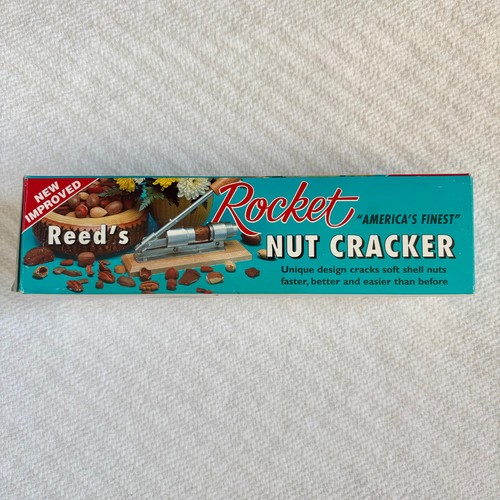 NEW
IMPROVED
Reed's
Rocket
"AMERICA'S FINEST"
NUT CRACKER
Unique design cracks soft shell nuts
faster, better and easier than before